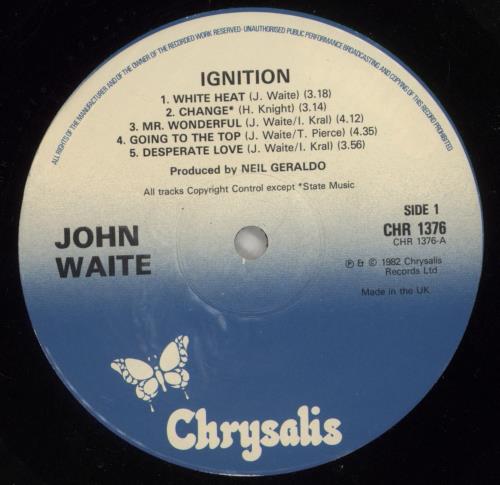 ALL RIGHTS OF THE MANUFACTURER AND OF THE OWNER OF THE RECORDED WORK RESERVED·UNAUTHORISED PUBLIC PERFORMANCE BROADCASTING AND COPYING OF THIS RECORD PROHIBITED
IGNITION
1. WHITE HEAT (J. Waite) (3.18)
2. CHANGE* (H. Knight) (3.14)
3. MR. WONDERFUL (J. Waite/I. Kral) (4.12)
4. GOING TO THE TOP (J. Waite/T. Pierce) (4.35)
5. DESPERATE LOVE (J. Waite/I. Kral) (3.56)
Produced by NEIL GERALDO
All tracks Copyright Control except *State Music
JOHN
WAITE
SIDE 1
CHR 1376
CHR 1376-A
℗ & © 1982 Chrysalis
Records Ltd
Made in the UK
Chrysalis